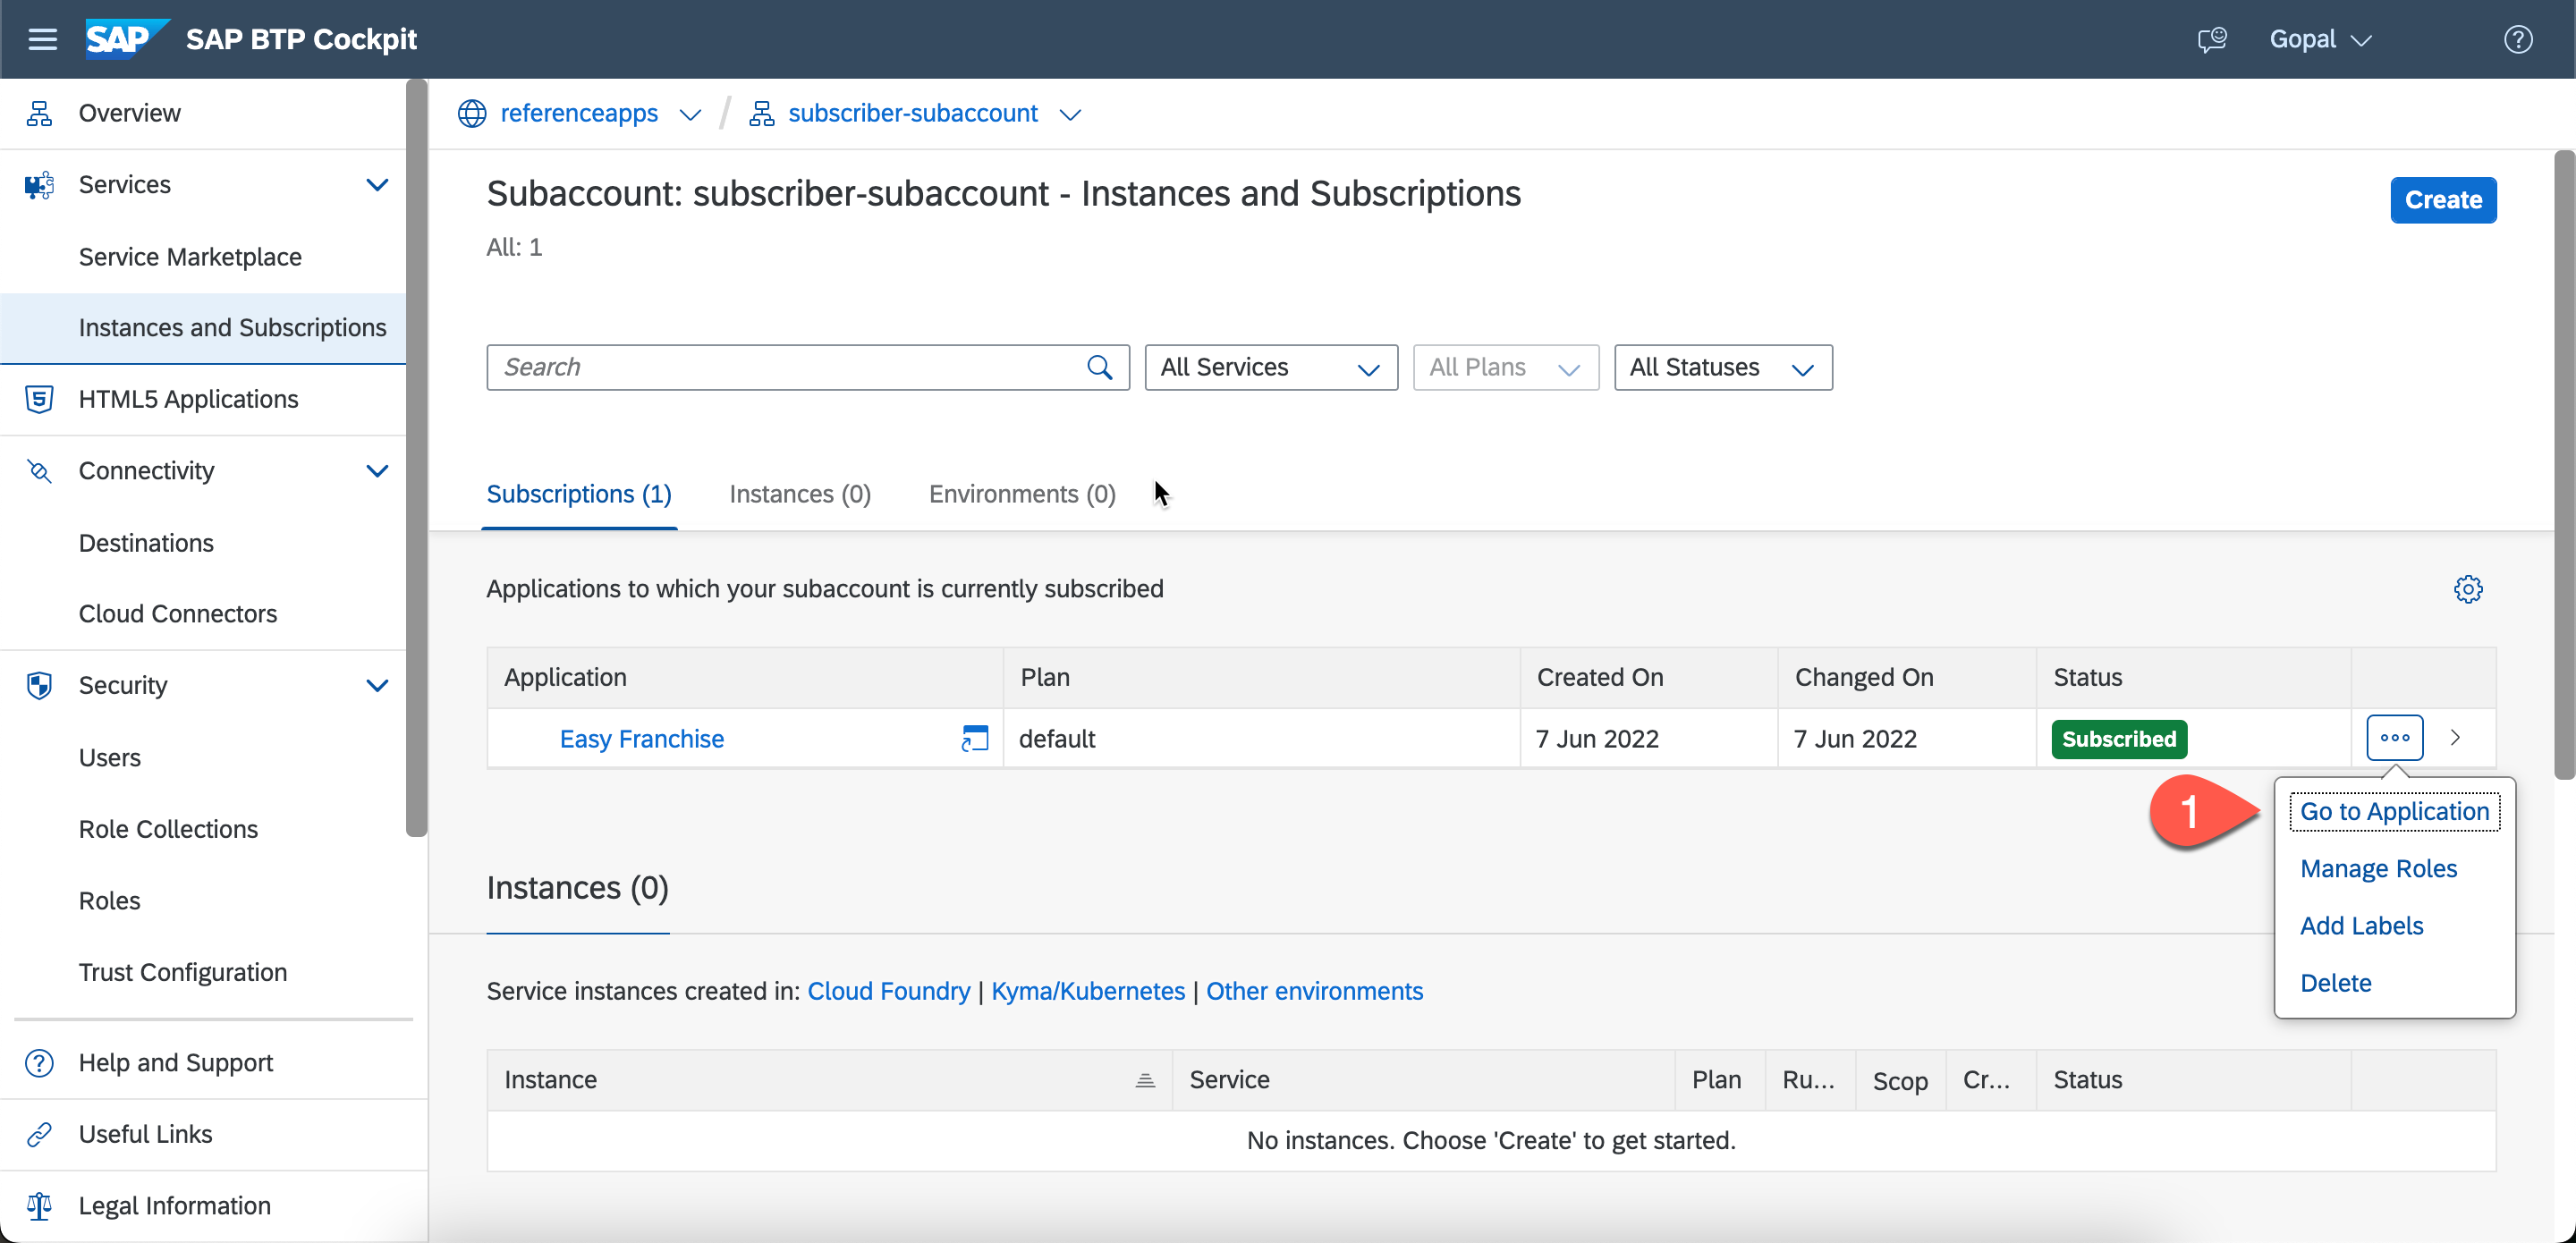 SAP SAP BTP Cockpit
Gopal
?
Overview
Services
Service Marketplace
Instances and Subscriptions
5 HTML5 Applications
Connectivity
Destinations
Cloud Connectors
Security
Users
Role Collections
Roles
Trust Configuration
? Help and Support
Useful Links
Legal Information
referenceapps / subscriber-subaccount
Subaccount: subscriber-subaccount - Instances and Subscriptions
Create
All: 1
Search
All Services
All Plans
All Statuses
Subscriptions (1)
Instances (0)
Environments (0)
Applications to which your subaccount is currently subscribed
Application Plan Created On Changed On Status
Easy Franchise default 7 Jun 2022 7 Jun 2022 Subscribed
1
Go to Application
Manage Roles
Add Labels
Delete
Instances (0)
Service instances created in: Cloud Foundry | Kyma/Kubernetes | Other environments
Instance Service Plan Ru... Scop Cr... Status
No instances. Choose 'Create' to get started.